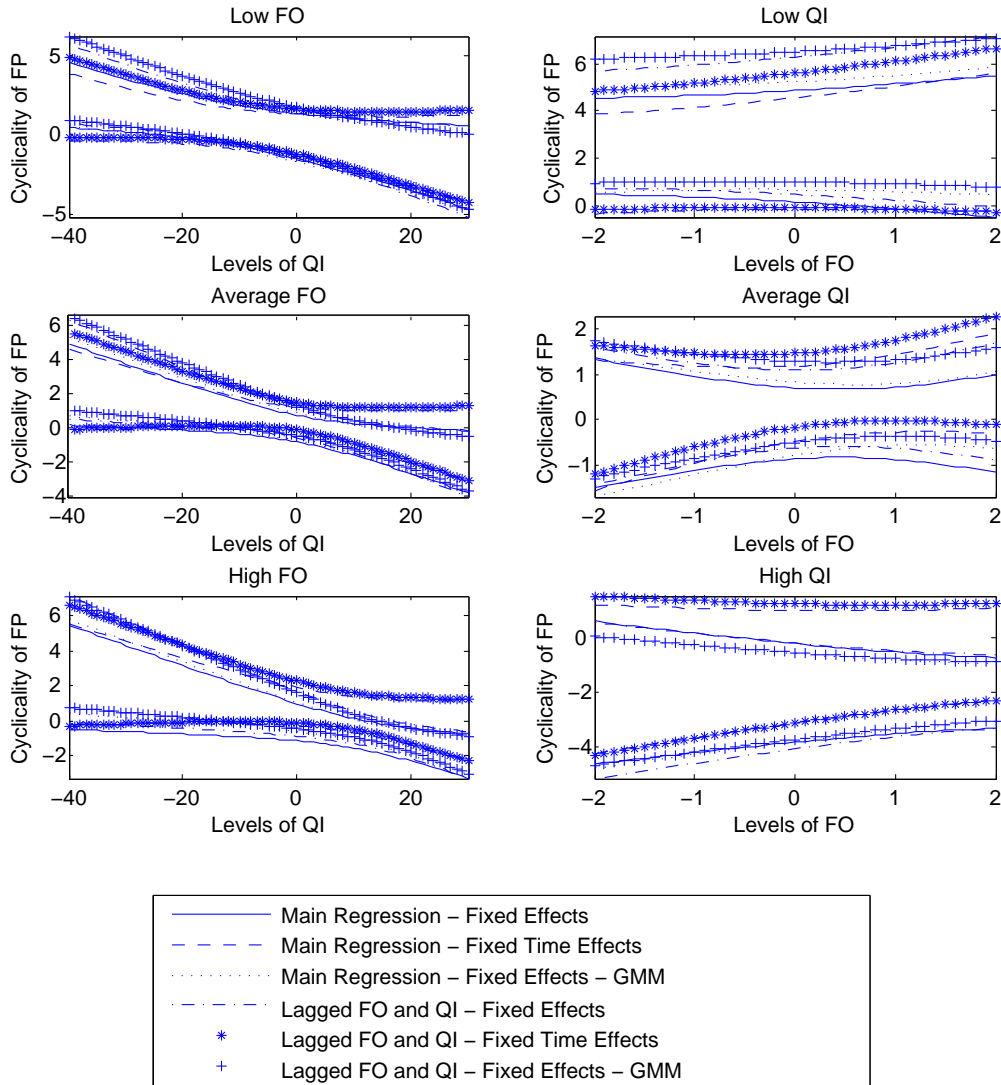 Low FO
Cyclicality of FP
5
0
−5
−40
−20
0
20
Levels of QI
Low QI
Cyclicality of FP
6
4
2
0
−2
−1
0
1
2
Levels of FO
Average FO
Cyclicality of FP
6
4
2
0
−2
−4
−40
−20
0
20
Levels of QI
Average QI
Cyclicality of FP
2
1
0
−1
−2
−1
0
1
2
Levels of FO
High FO
Cyclicality of FP
6
4
2
0
−2
−40
−20
0
20
Levels of QI
High QI
Cyclicality of FP
0
−2
−4
−2
−1
0
1
2
Levels of FO
Main Regression − Fixed Effects
Main Regression − Fixed Time Effects
Main Regression − Fixed Effects − GMM
Lagged FO and QI − Fixed Effects
Lagged FO and QI − Fixed Time Effects
Lagged FO and QI − Fixed Effects − GMM